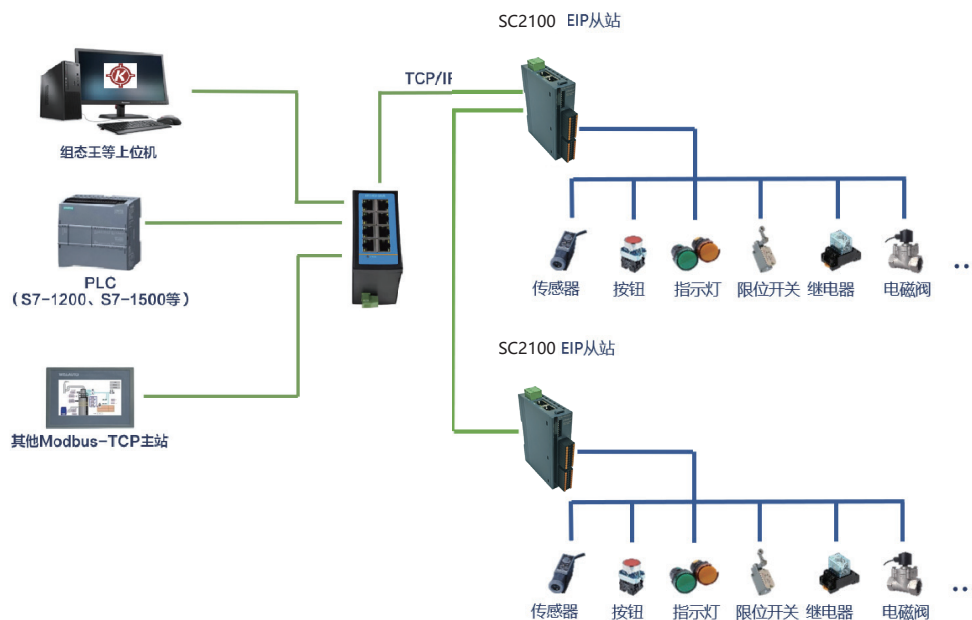 SC2100 EIP从站
TCP/IP
组态王等上位机
PLC
（S7-1200、S7-1500等）
其他Modbus-TCP主站
传感器 按钮 指示灯 限位开关 继电器 电磁阀 ..
SC2100 EIP从站
传感器 按钮 指示灯 限位开关 继电器 电磁阀 ..